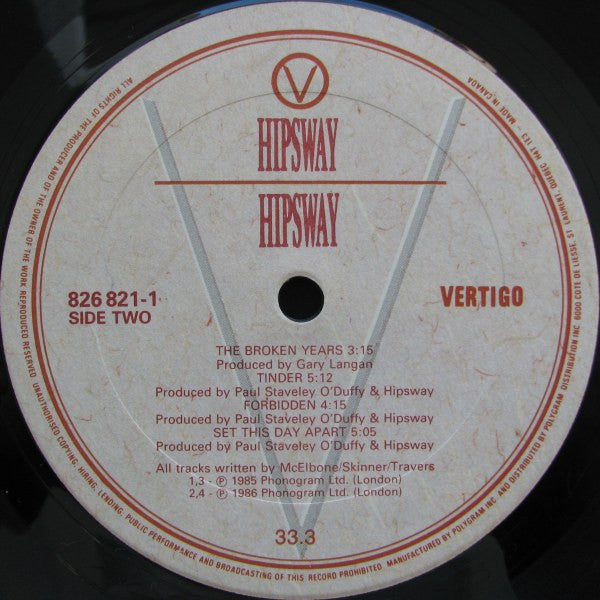 V
HIPSWAY
HIPSWAY
826 821-1
SIDE TWO
VERTIGO
THE BROKEN YEARS 3:15
Produced by Gary Langan
TINDER 5:12
Produced by Paul Staveley O'Duffy & Hipsway
FORBIDDEN 4:15
Produced by Paul Staveley O'Duffy & Hipsway
SET THIS DAY APART 5:05
Produced by Paul Staveley O'Duffy & Hipsway
All tracks written by McElbone/Skinner/Travers
1,3 - Ⓟ 1985 Phonogram Ltd. (London)
2,4 - Ⓟ 1986 Phonogram Ltd. (London)
33.3
ALL RIGHTS OF THE PRODUCER AND OF THE OWNER OF THE WORK REPRODUCED RESERVED. UNAUTHORISED COPYING, HIRING, LENDING, PUBLIC PERFORMANCE AND BROADCASTING OF THIS RECORD PROHIBITED. MANUFACTURED BY POLYGRAM INC. AND DISTRIBUTED BY POLYGRAM DISTRIBUTION INC. 6000 COTE DE LIESSE, ST LAURENT, QUEBEC H4T 1E3 - MADE IN CANADA